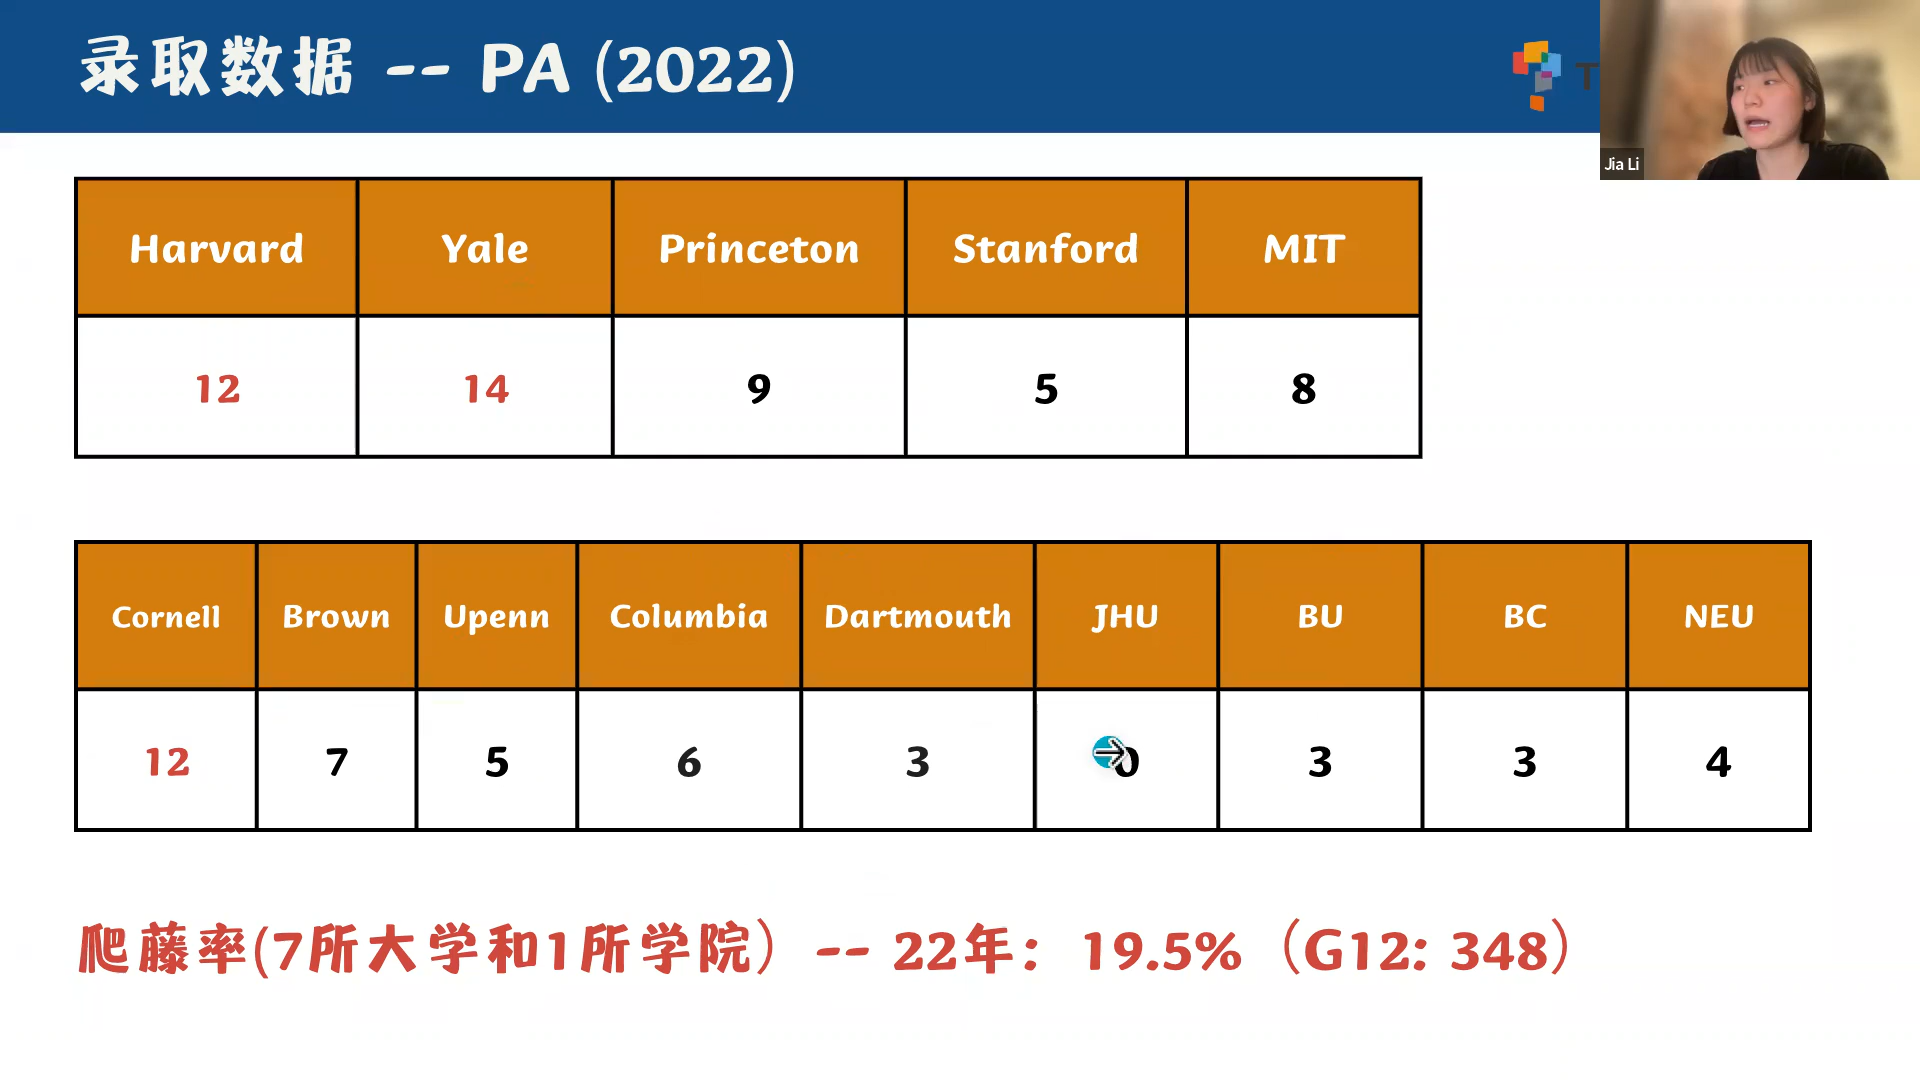 录取数据 -- PA (2022)
T
Jia Li
Harvard Yale Princeton Stanford MIT
12 14 9 5 8
Cornell Brown Upenn Columbia Dartmouth JHU BU BC NEU
12 7 5 6 3 0 3 3 4
爬藤率(7所大学和1所学院）-- 22年：19.5%（G12: 348）